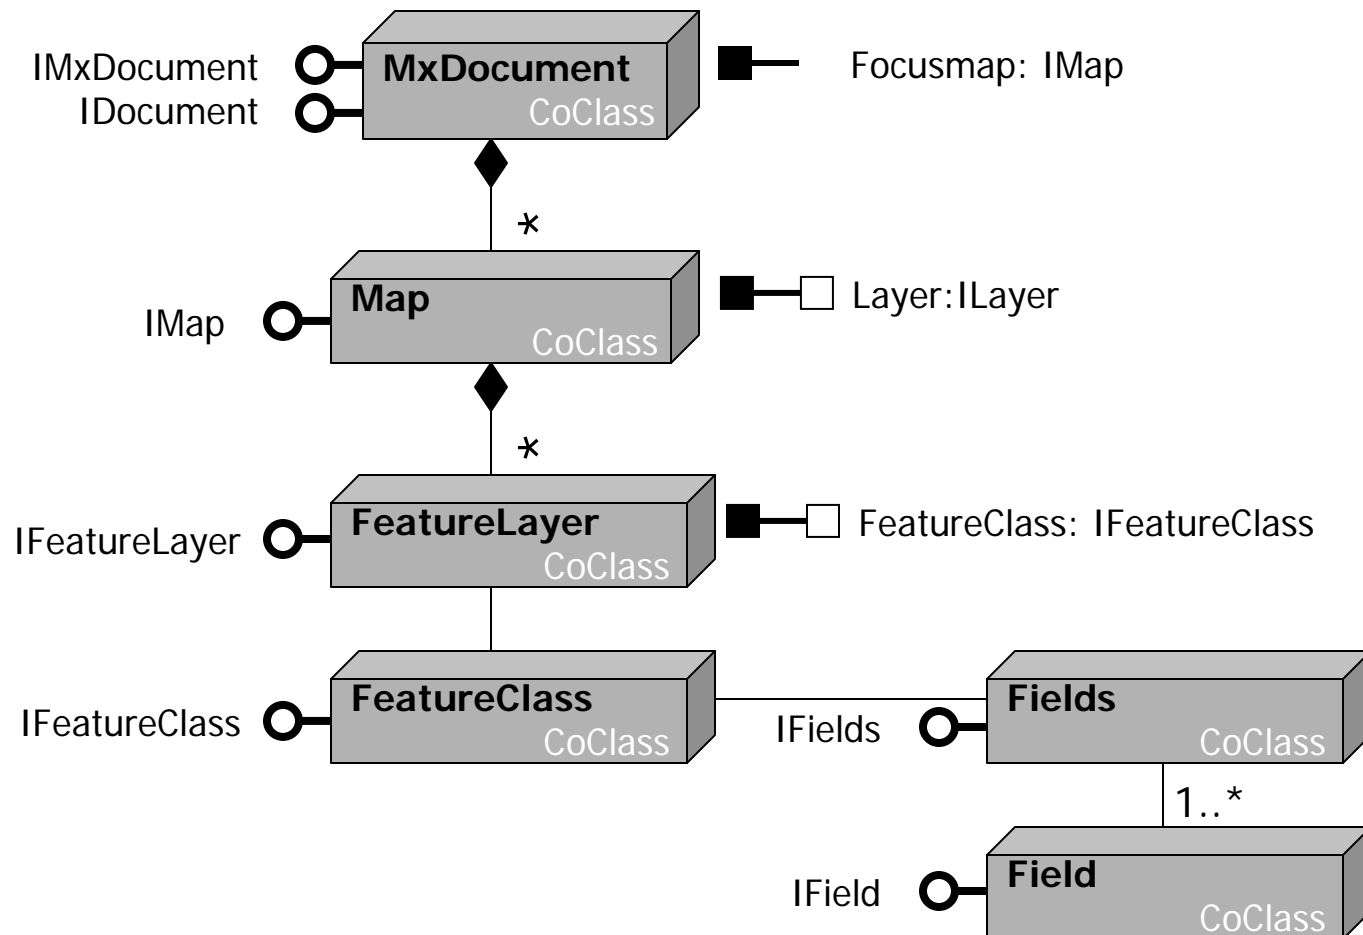 IMxDocument
IDocument
MxDocument
CoClass
Focusmap: IMap
*
IMap
Map
CoClass
Layer:ILayer
*
IFeatureLayer
FeatureLayer
CoClass
FeatureClass: IFeatureClass
IFeatureClass
FeatureClass
CoClass
IFields
Fields
CoClass
1..*
IField
Field
CoClass